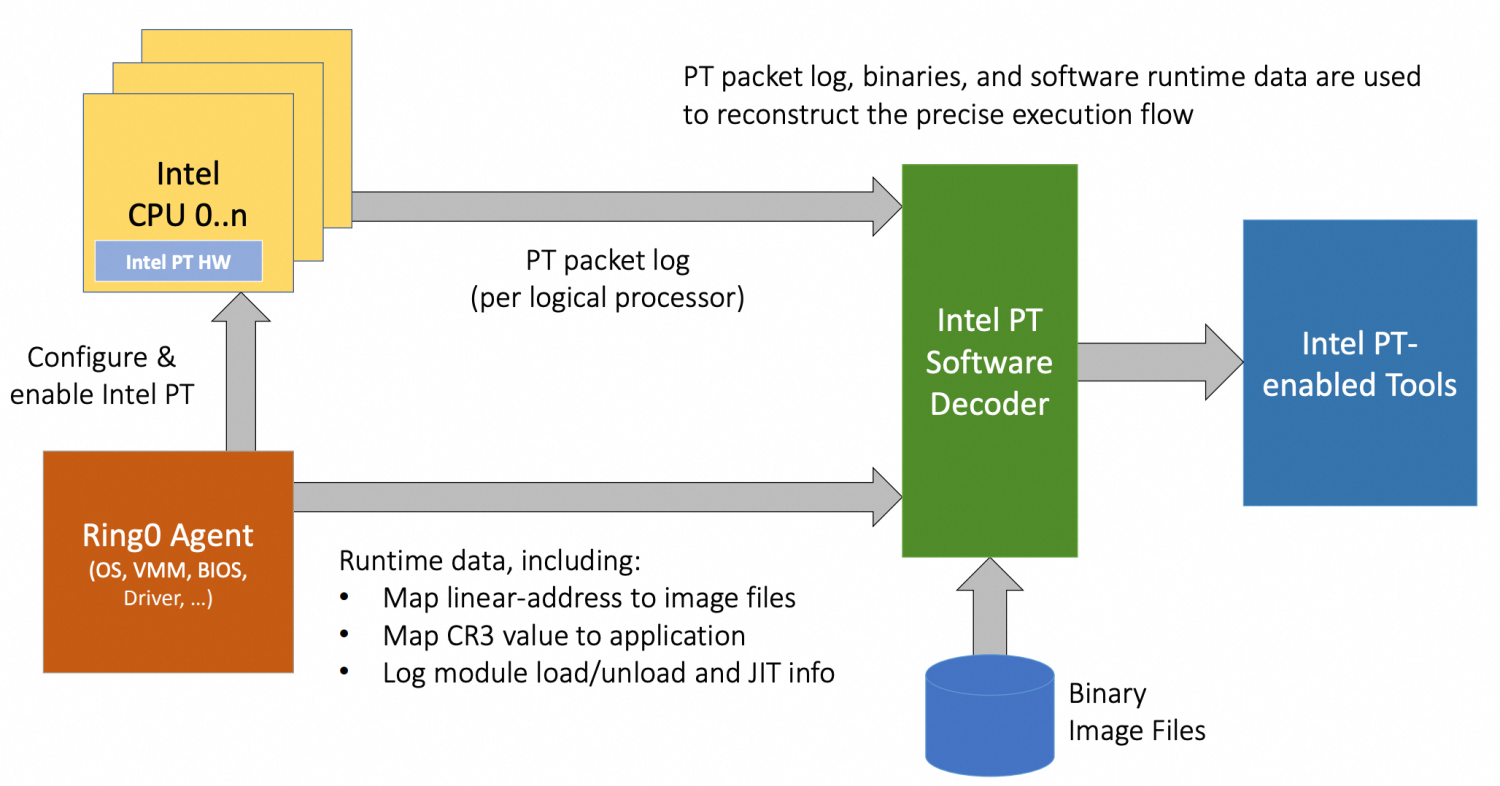 PT packet log, binaries, and software runtime data are used
to reconstruct the precise execution flow
Intel
CPU 0..n
Intel PT HW
PT packet log
(per logical processor)
Configure &
enable Intel PT
Intel PT
Software
Decoder
Intel PT-
enabled Tools
Ring0 Agent
(OS, VMM, BIOS,
Driver, ...)
Runtime data, including:
• Map linear-address to image files
• Map CR3 value to application
• Log module load/unload and JIT info
Binary
Image Files